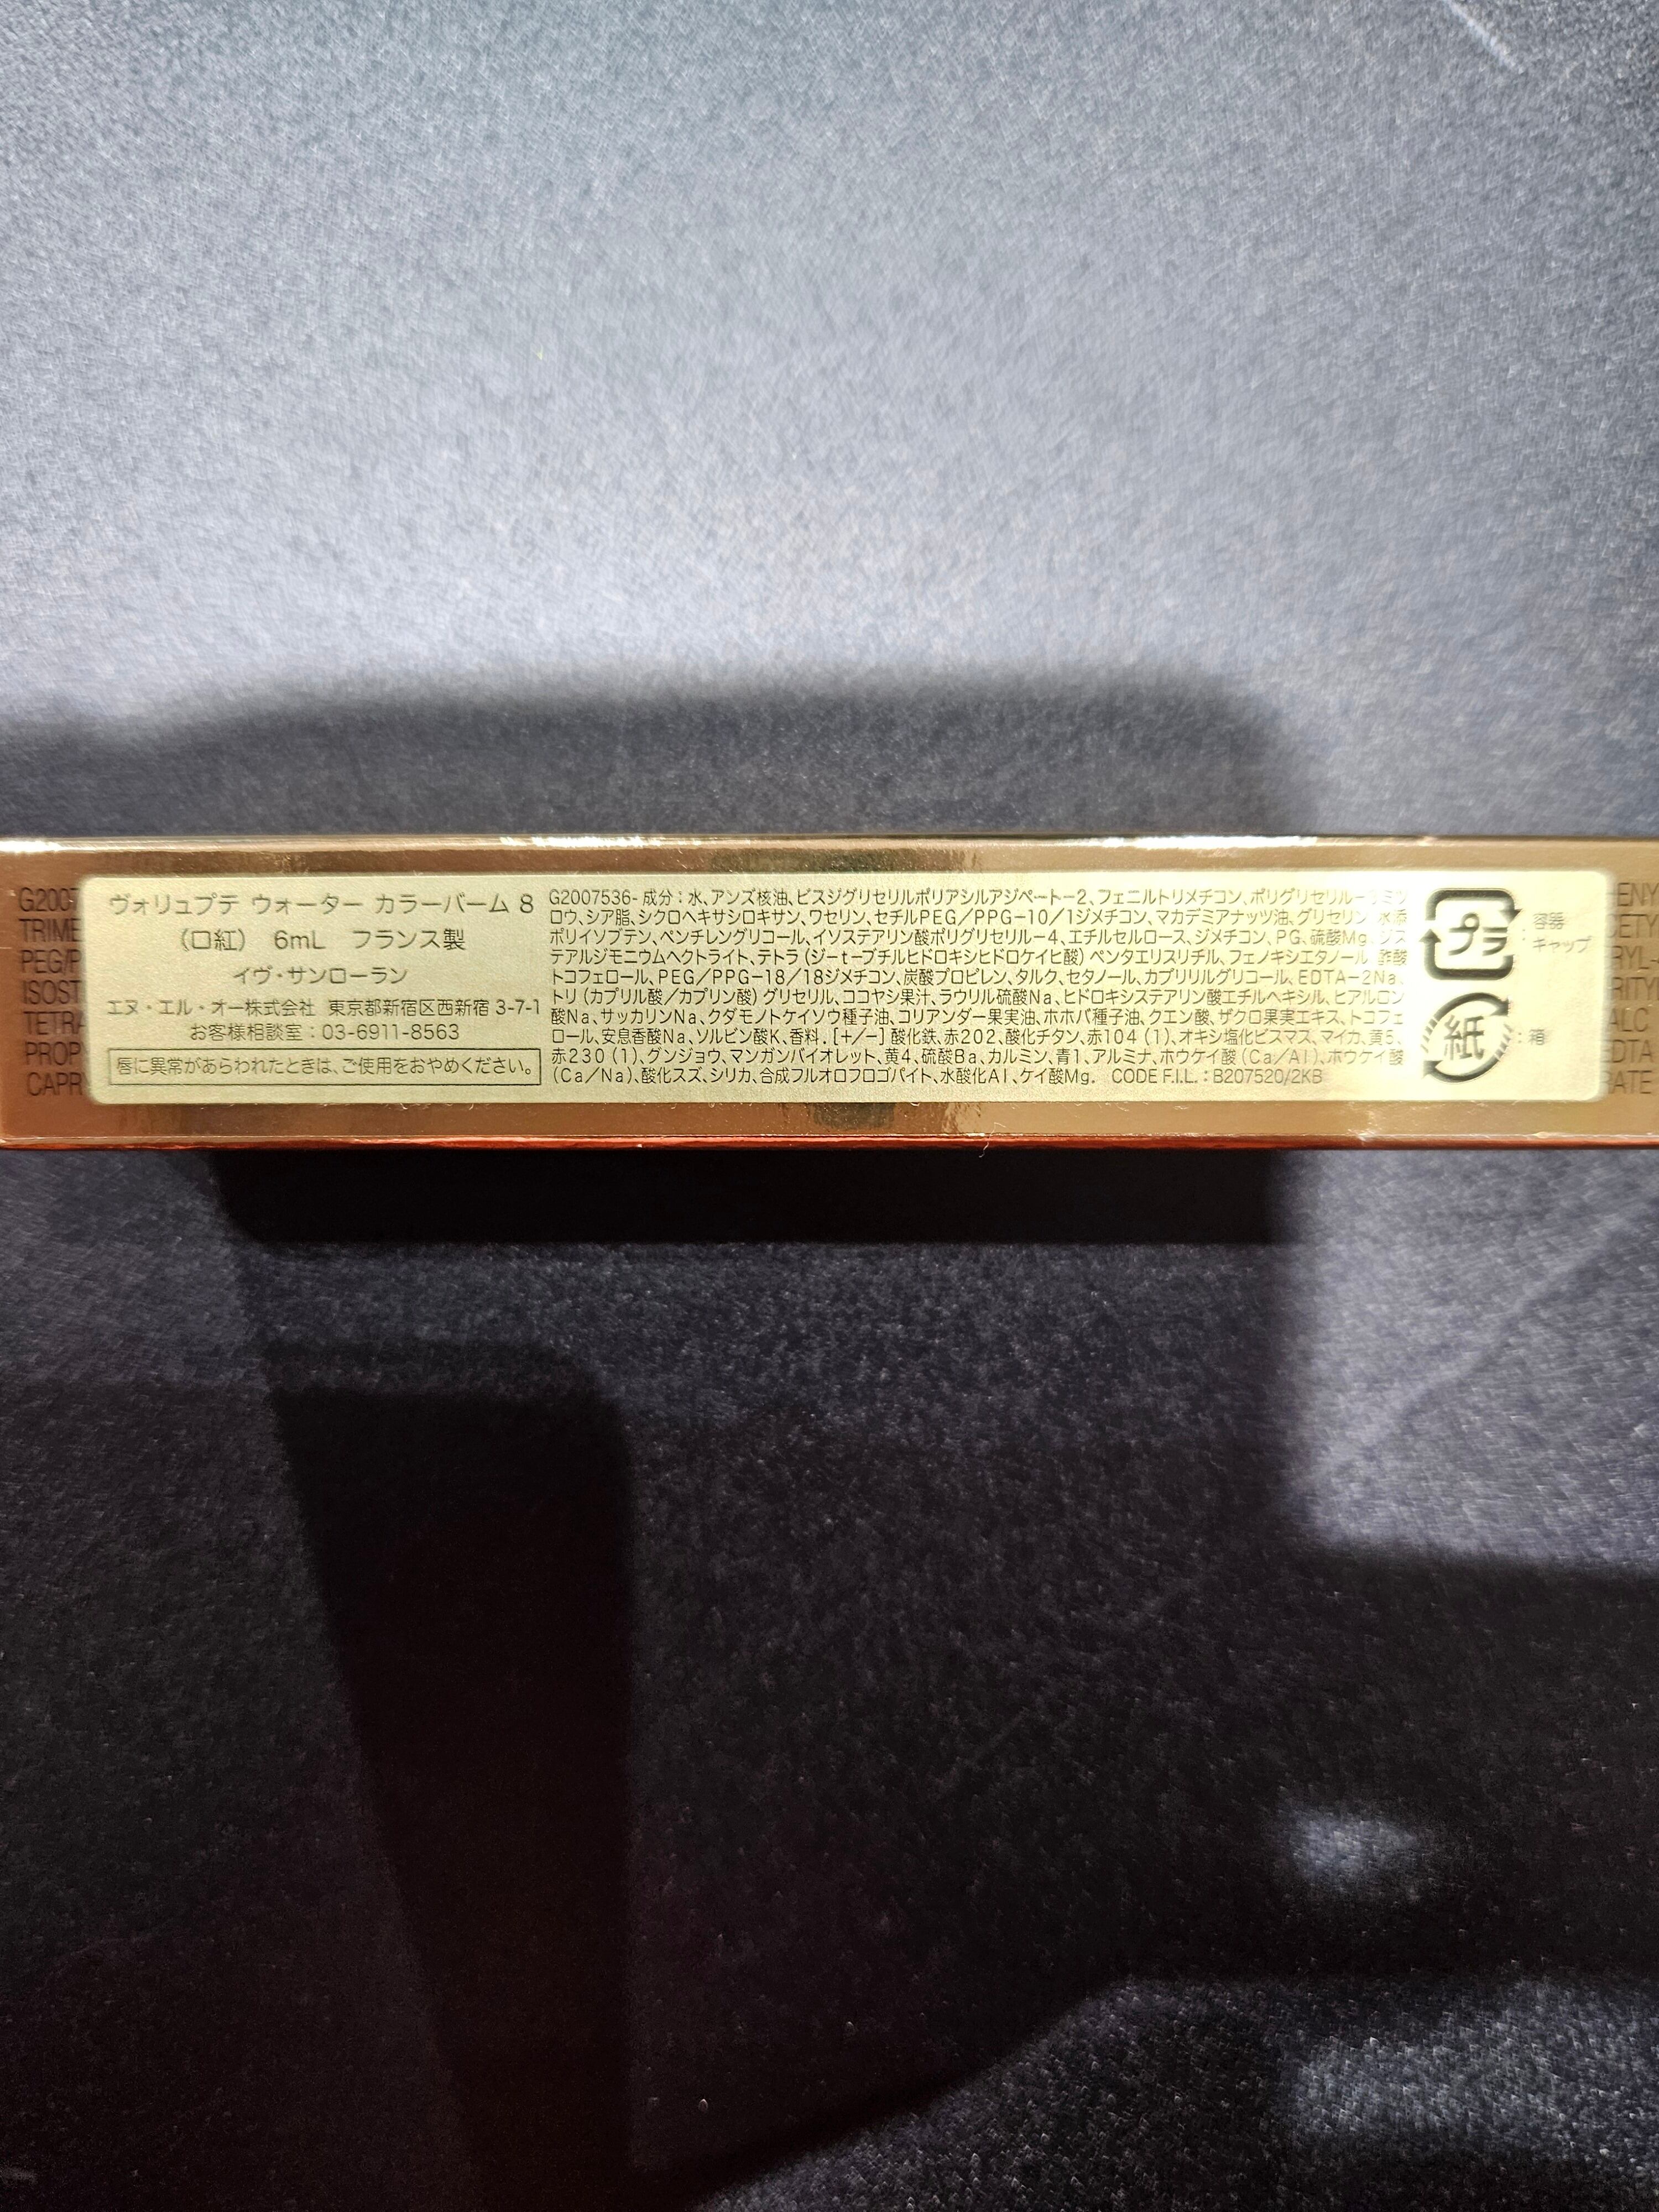 ヴォリュプテ ウォーター カラーバーム 8
(口紅) 6mL フランス製
イヴ・サンローラン
エヌ・エル・オー株式会社 東京都新宿区西新宿 3-7-1
お客様相談室：03-6911-8563
唇に異常があらわれたときは、ご使用をおやめください。
G2007536- 成分：水、アンズ核油、ビスジグリセリルポリアシルアジペート-2、フェニルトリメチコン、ポリグリセリル-3ミツ
ロウ、シア脂、シクロヘキサシロキサン、ワセリン、セチルPEG/PPG-10/1ジメチコン、マカデミアナッツ油、グリセリン、水添
ポリイソブテン、ペンチレングリコール、イソステアリン酸ポリグリセリル-4、エチルセルロース、ジメチコン、PG、硫酸Mg、ジス
テアルジモニウムヘクトライト、テトラ(ジ-t-ブチルヒドロキシヒドロケイヒ酸)ペンタエリスリチル、フェノキシエタノール、酢酸
トコフェロール、PEG/PPG-18/18ジメチコン、炭酸プロピレン、タルク、セタノール、カプリリルグリコール、EDTA-2Na、
トリ(カプリル酸/カプリン酸)グリセリル、ココヤシ果汁、ラウリル硫酸Na、ヒドロキシステアリン酸エチルヘキシル、ヒアルロン
酸Na、サッカリンNa、クダモノトケイソウ種子油、コリアンダー果実油、ホホバ種子油、クエン酸、ザクロ果実エキス、トコフェ
ロール、安息香酸Na、ソルビン酸K、香料．[+/-]酸化鉄、赤202、酸化チタン、赤104(1)、オキシ塩化ビスマス、マイカ、黄5、
赤230(1)、グンジョウ、マンガンバイオレット、黄4、硫酸Ba、カルミン、青1、アルミナ、ホウケイ酸(Ca/Al)、ホウケイ酸
(Ca/Na)、酸化スズ、シリカ、合成フルオロフロゴパイト、水酸化Al、ケイ酸Mg． CODE F.I.L.：B207520/2KB
プラ：容器
キャップ
紙：箱
G2007
TRIME
PEG/P
ISOST
TETRA
PROP
CAPR